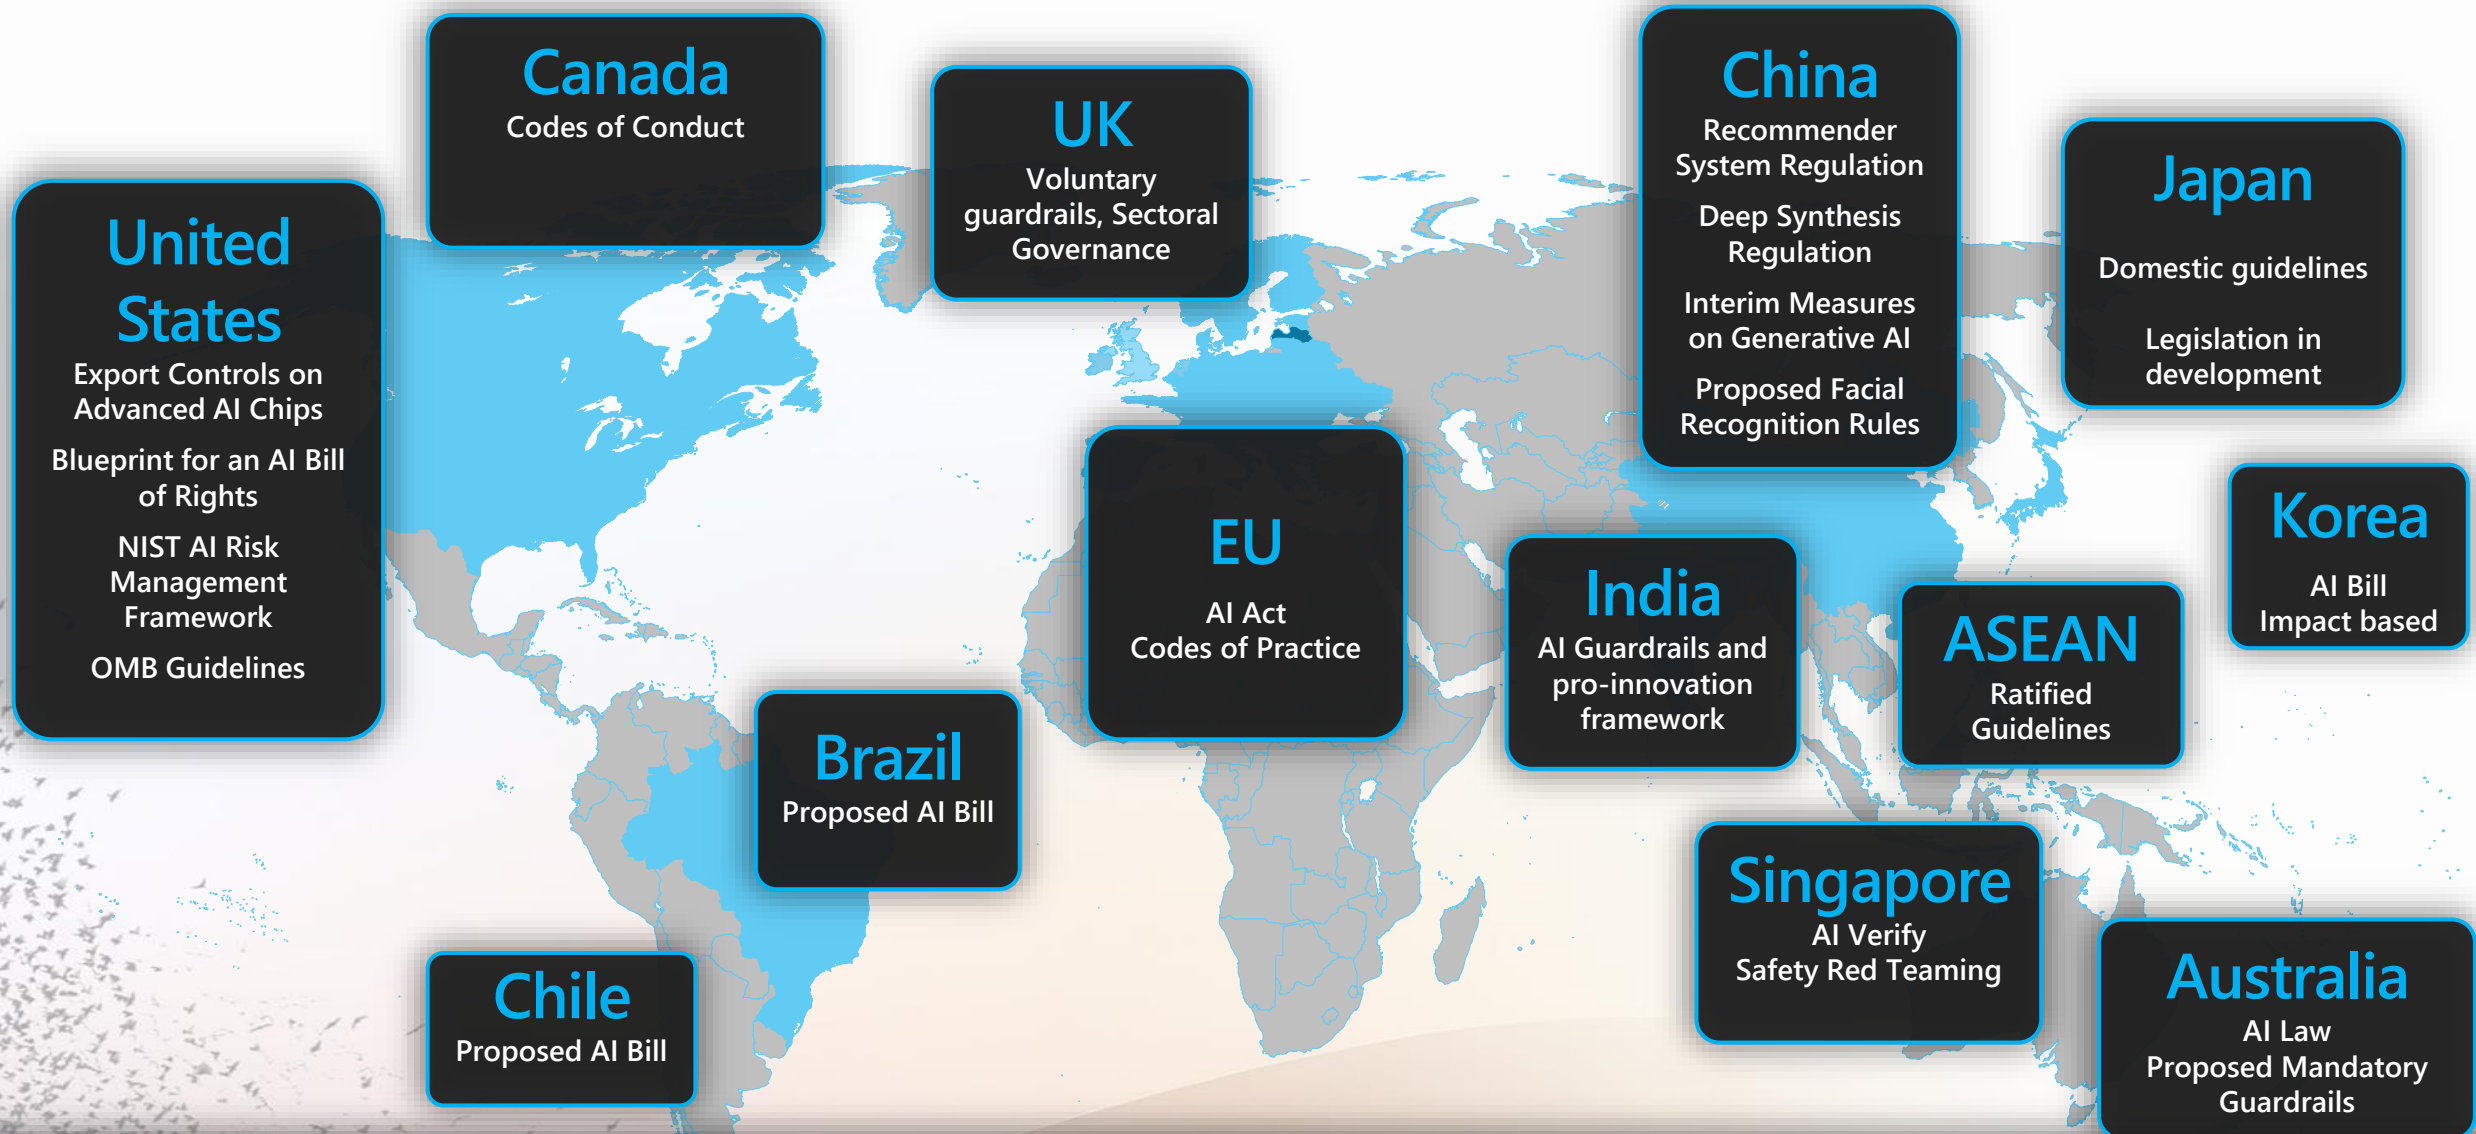 Canada
Codes of Conduct
UK
Voluntary
guardrails, Sectoral
Governance
China
Recommender
System Regulation
Deep Synthesis
Regulation
Interim Measures
on Generative AI
Proposed Facial
Recognition Rules
Japan
Domestic guidelines
Legislation in
development
United
States
Export Controls on
Advanced AI Chips
Blueprint for an AI Bill
of Rights
NIST AI Risk
Management
Framework
OMB Guidelines
EU
AI Act
Codes of Practice
India
AI Guardrails and
pro-innovation
framework
ASEAN
Ratified
Guidelines
Korea
AI Bill
Impact based
Brazil
Proposed AI Bill
Singapore
AI Verify
Safety Red Teaming
Chile
Proposed AI Bill
Australia
AI Law
Proposed Mandatory
Guardrails